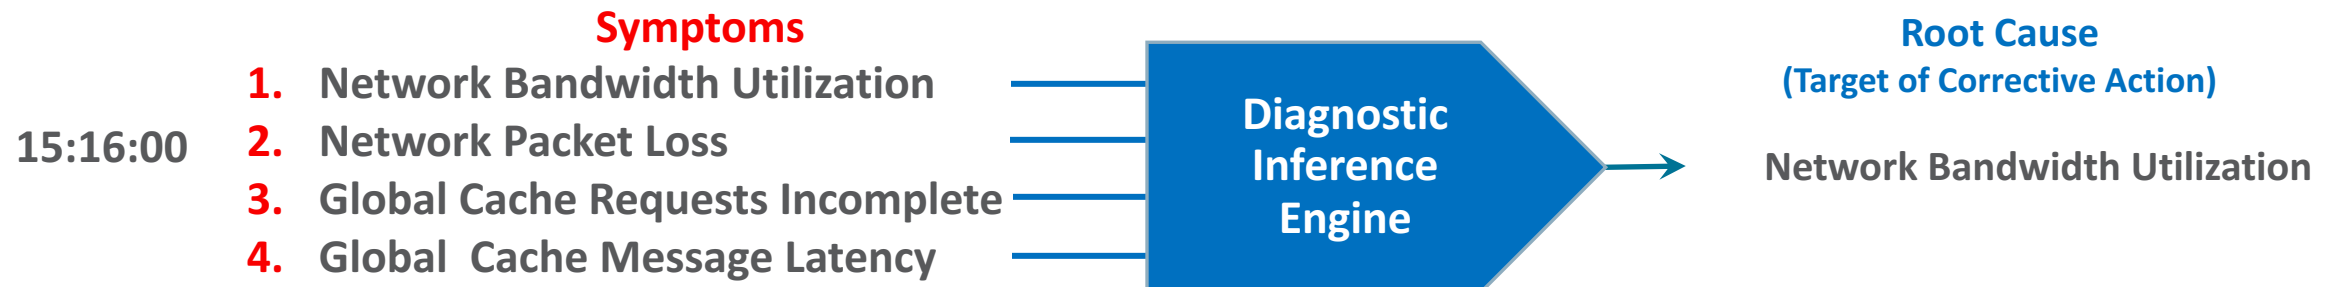 Symptoms
15:16:00
1. Network Bandwidth Utilization
2. Network Packet Loss
3. Global Cache Requests Incomplete
4. Global Cache Message Latency
Diagnostic
Inference
Engine
Root Cause
(Target of Corrective Action)
Network Bandwidth Utilization